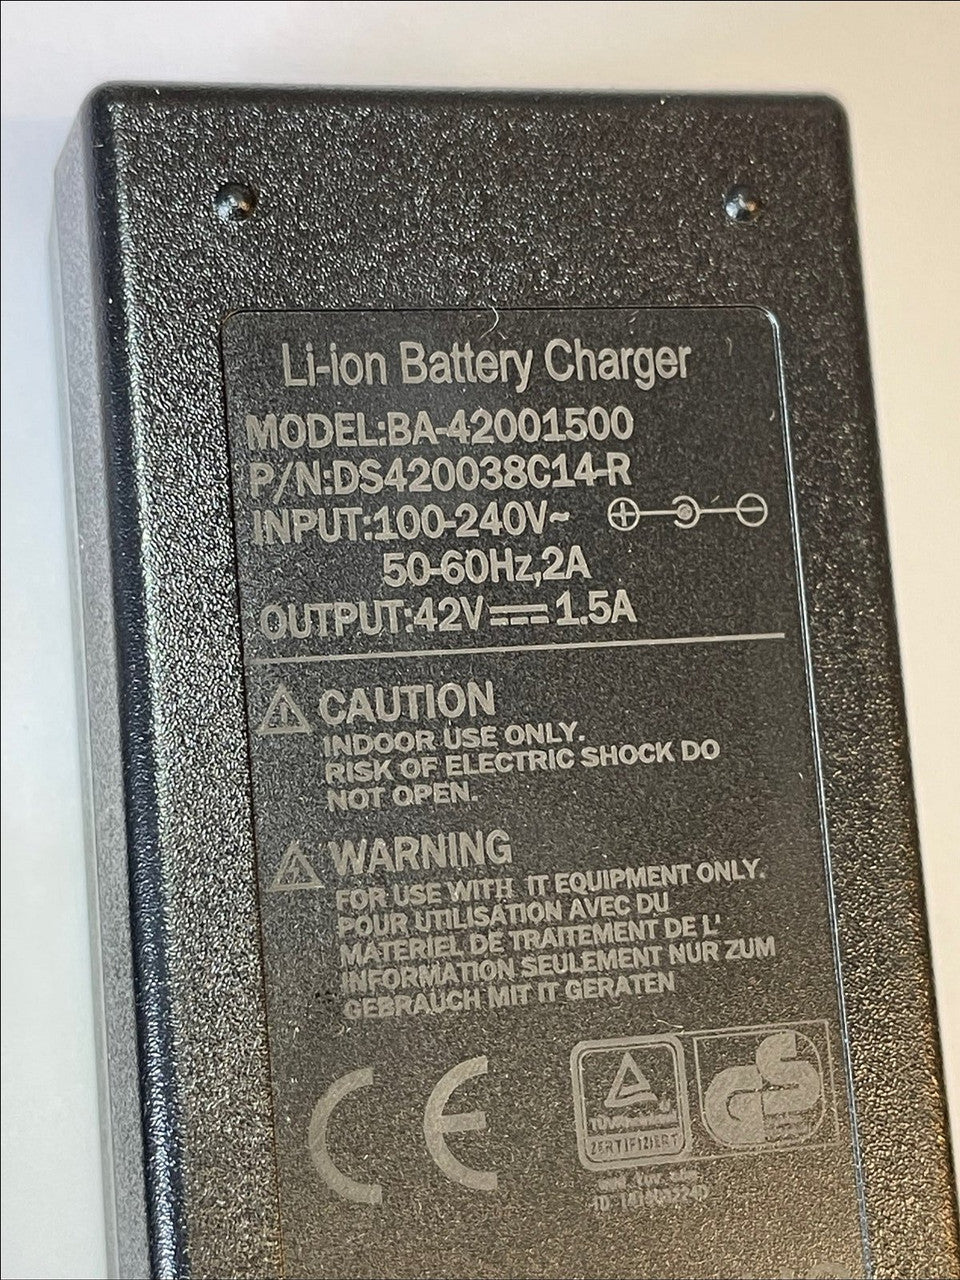 Li-ion Battery Charger
MODEL:BA-42001500
P/N:DS420038C14-R
INPUT:100-240V~
50-60Hz,2A
OUTPUT:42V⎓1.5A
CAUTION
INDOOR USE ONLY.
RISK OF ELECTRIC SHOCK DO
NOT OPEN.
WARNING
FOR USE WITH IT EQUIPMENT ONLY.
POUR UTILISATION AVEC DU
MATERIEL DE TRAITEMENT DE L'
INFORMATION SEULEMENT NUR ZUM
GEBRAUCH MIT IT GERATEN
CE
GS
ZERTIFIZIERT